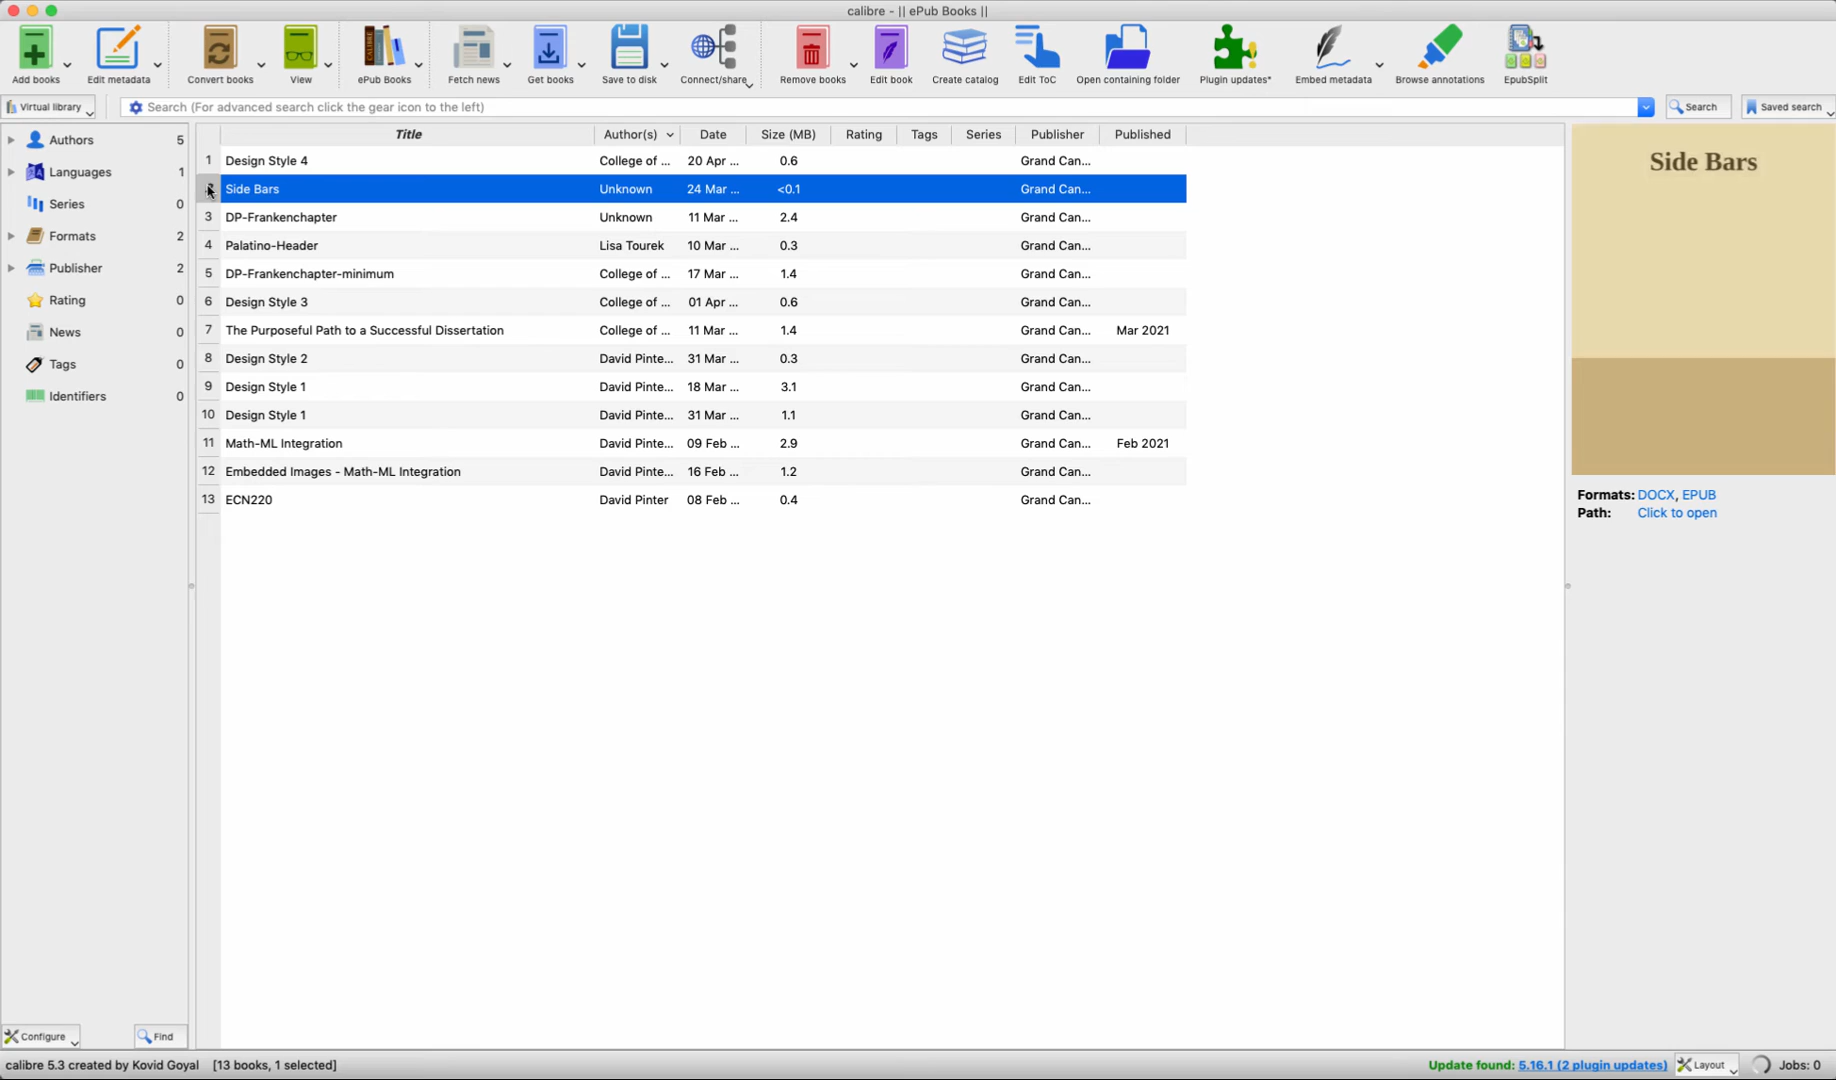 calibre - || ePub Books ||
Add books
Edit metadata
Convert books
View
ePub Books
Fetch news
Get books
Save to disk
Connect/share
Remove books
Edit book
Create catalog
Edit ToC
Open containing folder
Plugin updates*
Embed metadata
Browse annotations
EpubSplit
Virtual library
Search (For advanced search click the gear icon to the left)
Search
Saved search
Authors 5
Languages 1
Series 0
Formats 2
Publisher 2
Rating 0
News 0
Tags 0
Identifiers 0
Title Author(s) Date Size (MB) Rating Tags Series Publisher Published
1 Design Style 4 College of ... 20 Apr ... 0.6 Grand Can...
Side Bars Unknown 24 Mar ... <0.1 Grand Can...
3 DP-Frankenchapter Unknown 11 Mar ... 2.4 Grand Can...
4 Palatino-Header Lisa Tourek 10 Mar ... 0.3 Grand Can...
5 DP-Frankenchapter-minimum College of ... 17 Mar ... 1.4 Grand Can...
6 Design Style 3 College of ... 01 Apr ... 0.6 Grand Can...
7 The Purposeful Path to a Successful Dissertation College of ... 11 Mar ... 1.4 Grand Can... Mar 2021
8 Design Style 2 David Pinte... 31 Mar ... 0.3 Grand Can...
9 Design Style 1 David Pinte... 18 Mar ... 3.1 Grand Can...
10 Design Style 1 David Pinte... 31 Mar ... 1.1 Grand Can...
11 Math-ML Integration David Pinte... 09 Feb ... 2.9 Grand Can... Feb 2021
12 Embedded Images - Math-ML Integration David Pinte... 16 Feb ... 1.2 Grand Can...
13 ECN220 David Pinter 08 Feb ... 0.4 Grand Can...
Side Bars
Formats: DOCX, EPUB
Path: Click to open
Configure
Find
calibre 5.3 created by Kovid Goyal [13 books, 1 selected]
Update found: 5.16.1 (2 plugin updates)
Layout
Jobs: 0